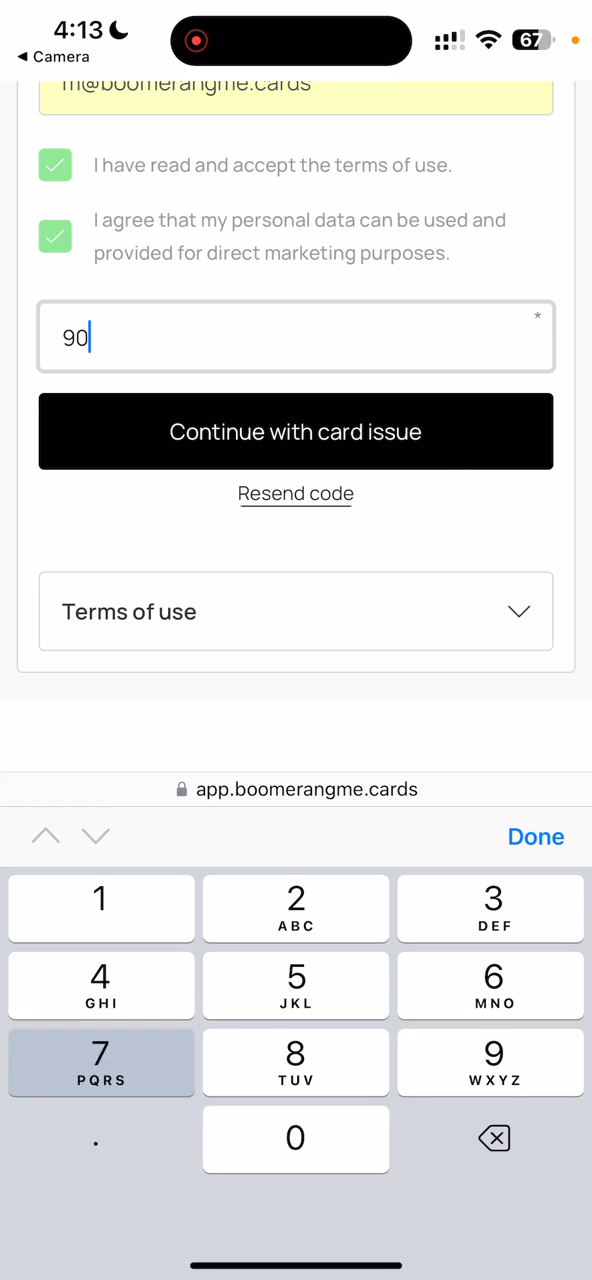 4:13
67
Camera
m@boomerangme.cards
I have read and accept the terms of use.
I agree that my personal data can be used and
provided for direct marketing purposes.
*
90
Continue with card issue
Resend code
Terms of use
app.boomerangme.cards
Done
1 2 3
ABC DEF
4 5 6
GHI JKL MNO
7 8 9
PQRS TUV WXYZ
. 0